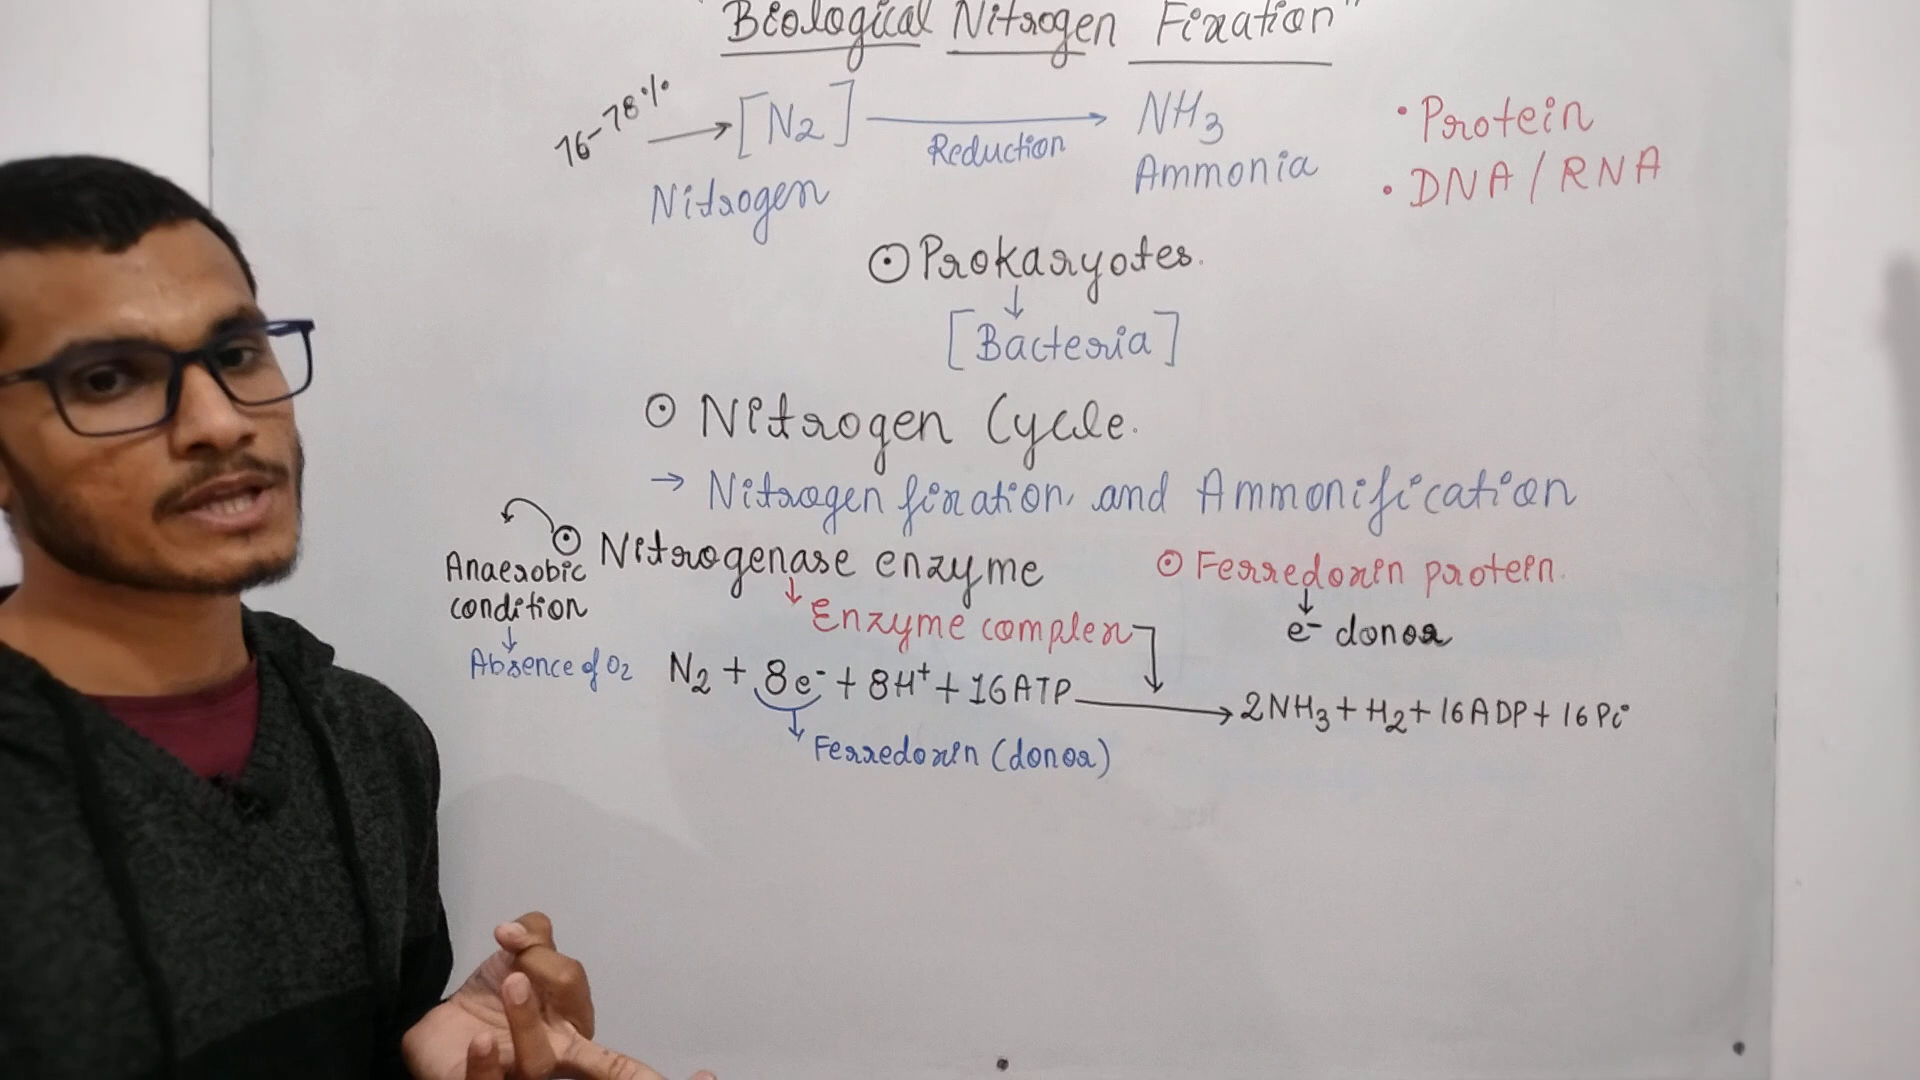 "Biological Nitrogen Fixation"
76-78%
[N2] Reduction NH3
Nitrogen
Ammonia
• Protein
• DNA / RNA
⊙ Prokaryotes.
↓
[Bacteria]
⊙ Nitrogen Cycle.
→ Nitrogen fixation, and Ammonification
⊙ Nitrogenase enzyme
Anaerobic
condition
↓
Absence of O2
↓ Enzyme complex
⊙ Ferredoxin protein.
↓
e- donor
N2 + 8e- + 8H+ + 16ATP → 2NH3 + H2 + 16ADP + 16Pi
↓ Ferredoxin (donor)